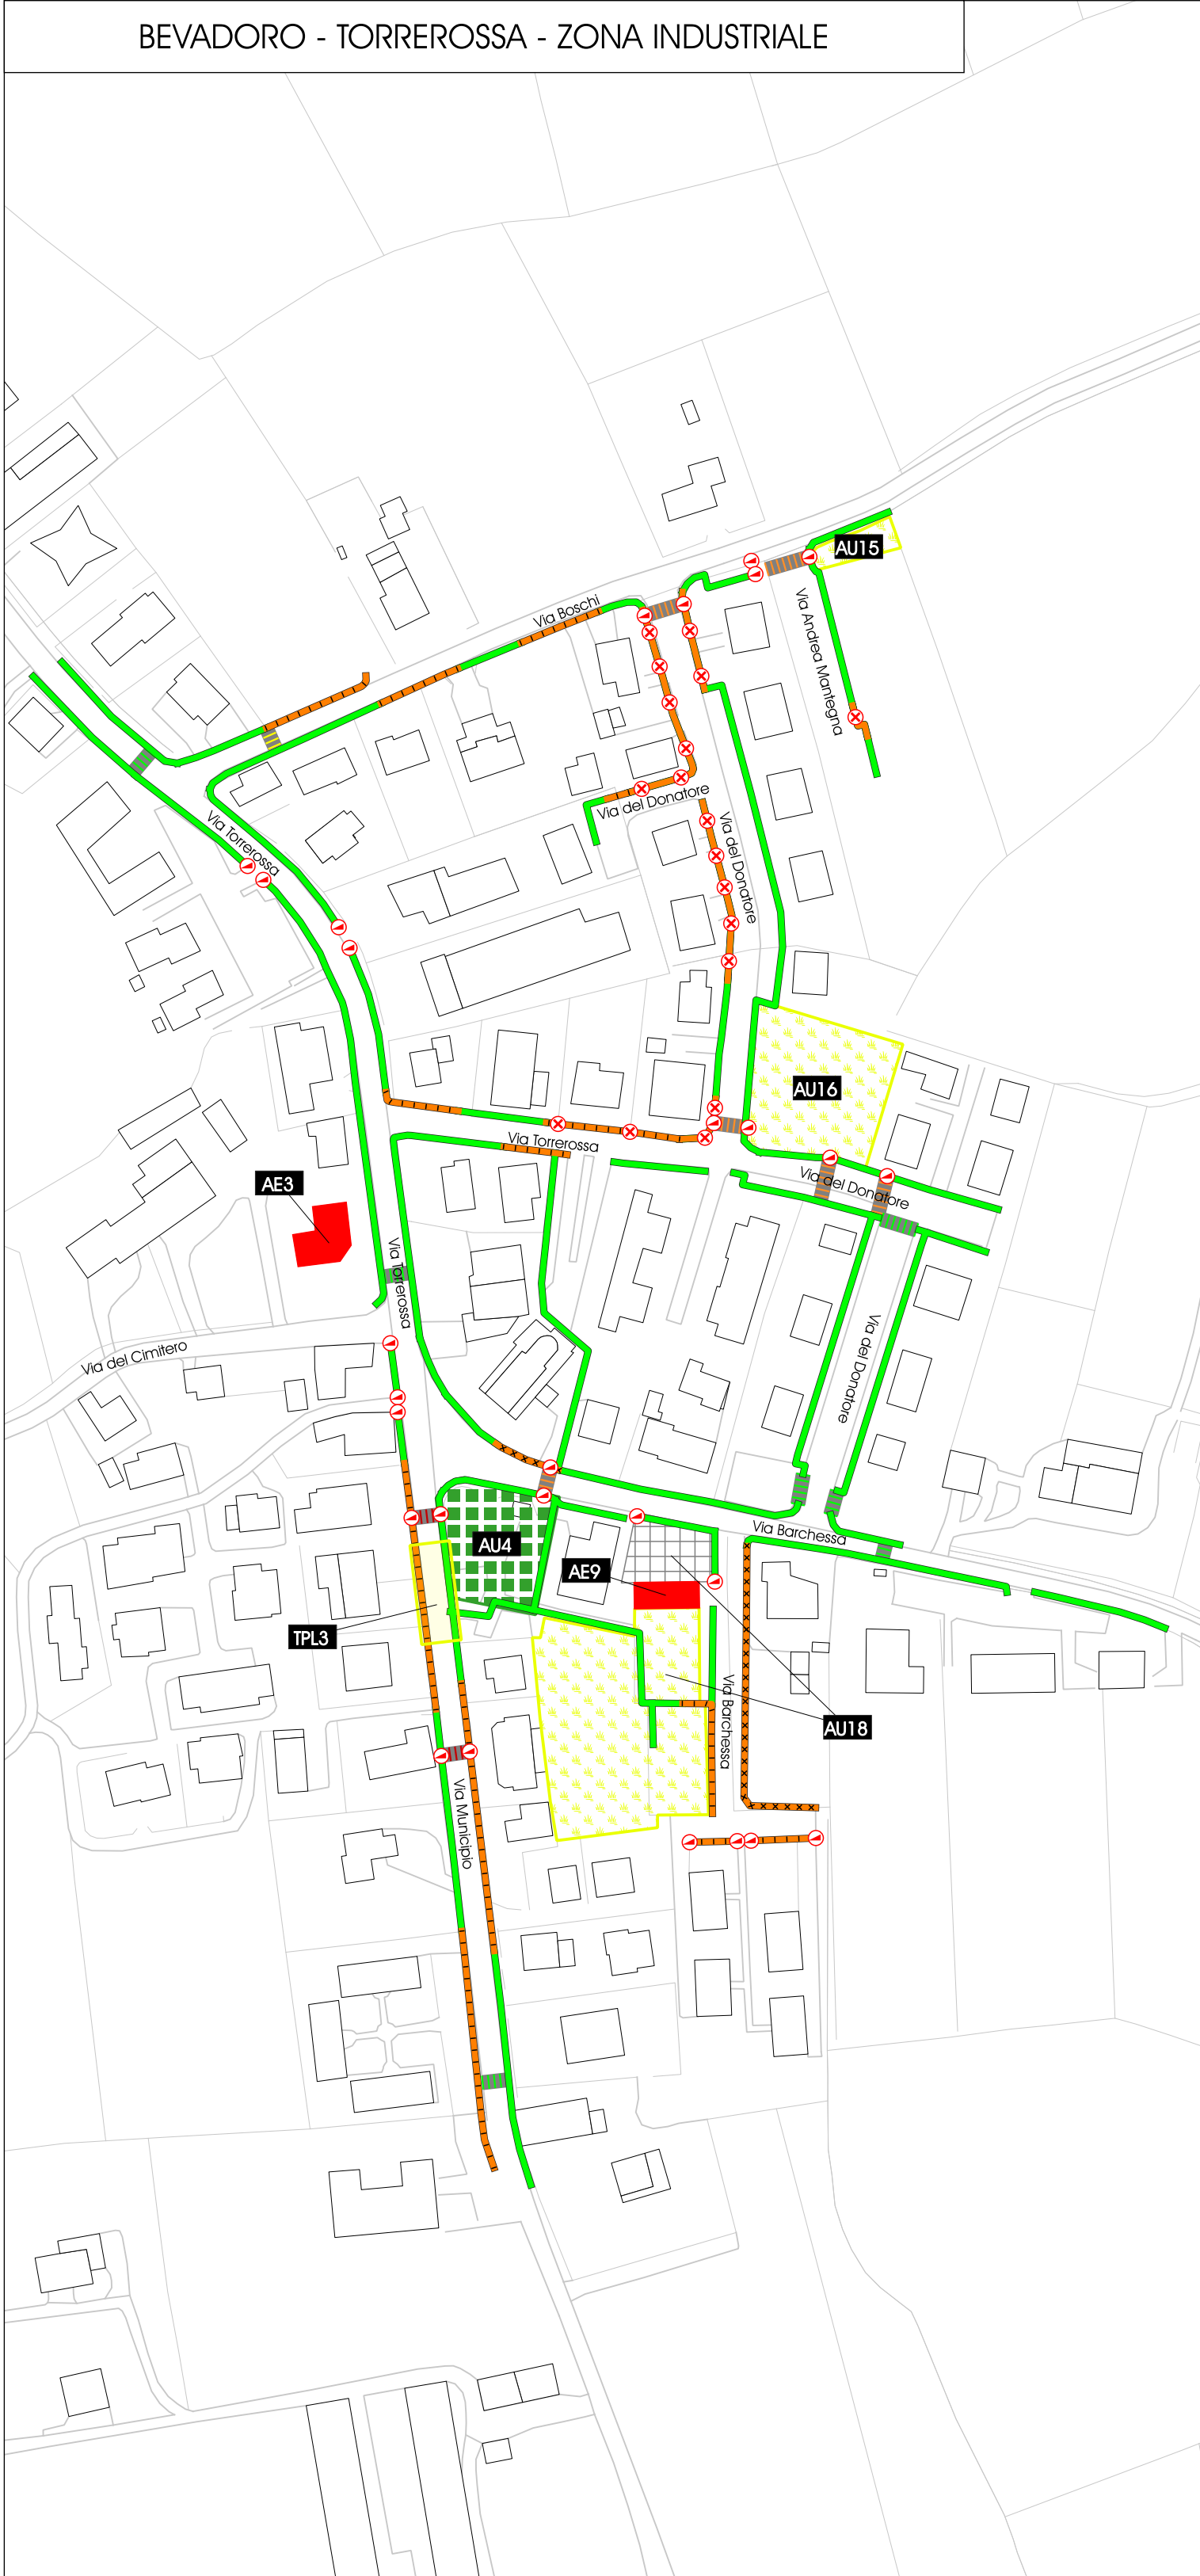 BEVADORO - TORREROSSA - ZONA INDUSTRIALE
AU15
Via Boschi
Via Andrea Mantegna
Via del Donatore
Via del Donatore
Via Torrerossa
AU16
Via Torrerossa
Via del Donatore
AE3
Via Torrerossa
Via del Cimitero
Via del Donatore
Via Barchessa
AU4
AE9
TPL3
Via Barchessa
AU18
Via Municipio